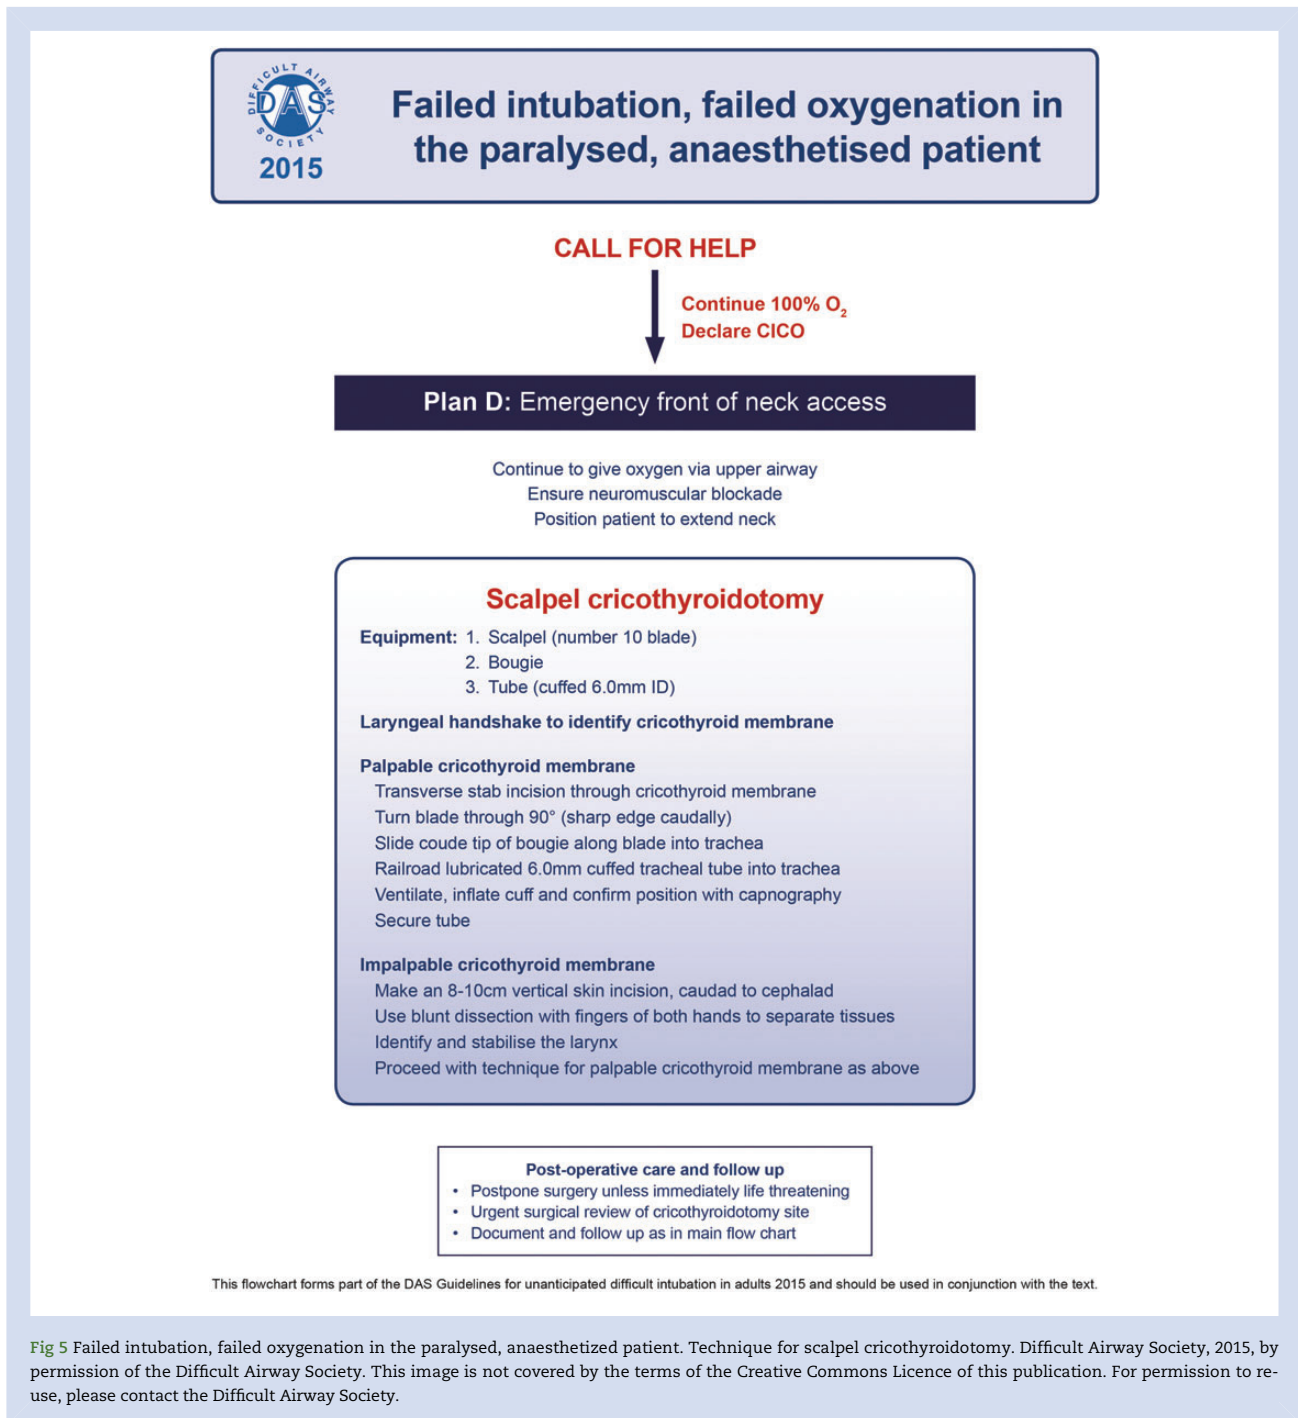 DIFFICULT AIRWAY SOCIETY
DAS
2015
Failed intubation, failed oxygenation in
the paralysed, anaesthetised patient
CALL FOR HELP
Continue 100% O₂
Declare CICO
Plan D: Emergency front of neck access
Continue to give oxygen via upper airway
Ensure neuromuscular blockade
Position patient to extend neck
Scalpel cricothyroidotomy
Equipment: 1. Scalpel (number 10 blade)
2. Bougie
3. Tube (cuffed 6.0mm ID)
Laryngeal handshake to identify cricothyroid membrane
Palpable cricothyroid membrane
Transverse stab incision through cricothyroid membrane
Turn blade through 90° (sharp edge caudally)
Slide coude tip of bougie along blade into trachea
Railroad lubricated 6.0mm cuffed tracheal tube into trachea
Ventilate, inflate cuff and confirm position with capnography
Secure tube
Impalpable cricothyroid membrane
Make an 8-10cm vertical skin incision, caudad to cephalad
Use blunt dissection with fingers of both hands to separate tissues
Identify and stabilise the larynx
Proceed with technique for palpable cricothyroid membrane as above
Post-operative care and follow up
• Postpone surgery unless immediately life threatening
• Urgent surgical review of cricothyroidotomy site
• Document and follow up as in main flow chart
This flowchart forms part of the DAS Guidelines for unanticipated difficult intubation in adults 2015 and should be used in conjunction with the text.
Fig 5 Failed intubation, failed oxygenation in the paralysed, anaesthetized patient. Technique for scalpel cricothyroidotomy. Difficult Airway Society, 2015, by
permission of the Difficult Airway Society. This image is not covered by the terms of the Creative Commons Licence of this publication. For permission to re-
use, please contact the Difficult Airway Society.